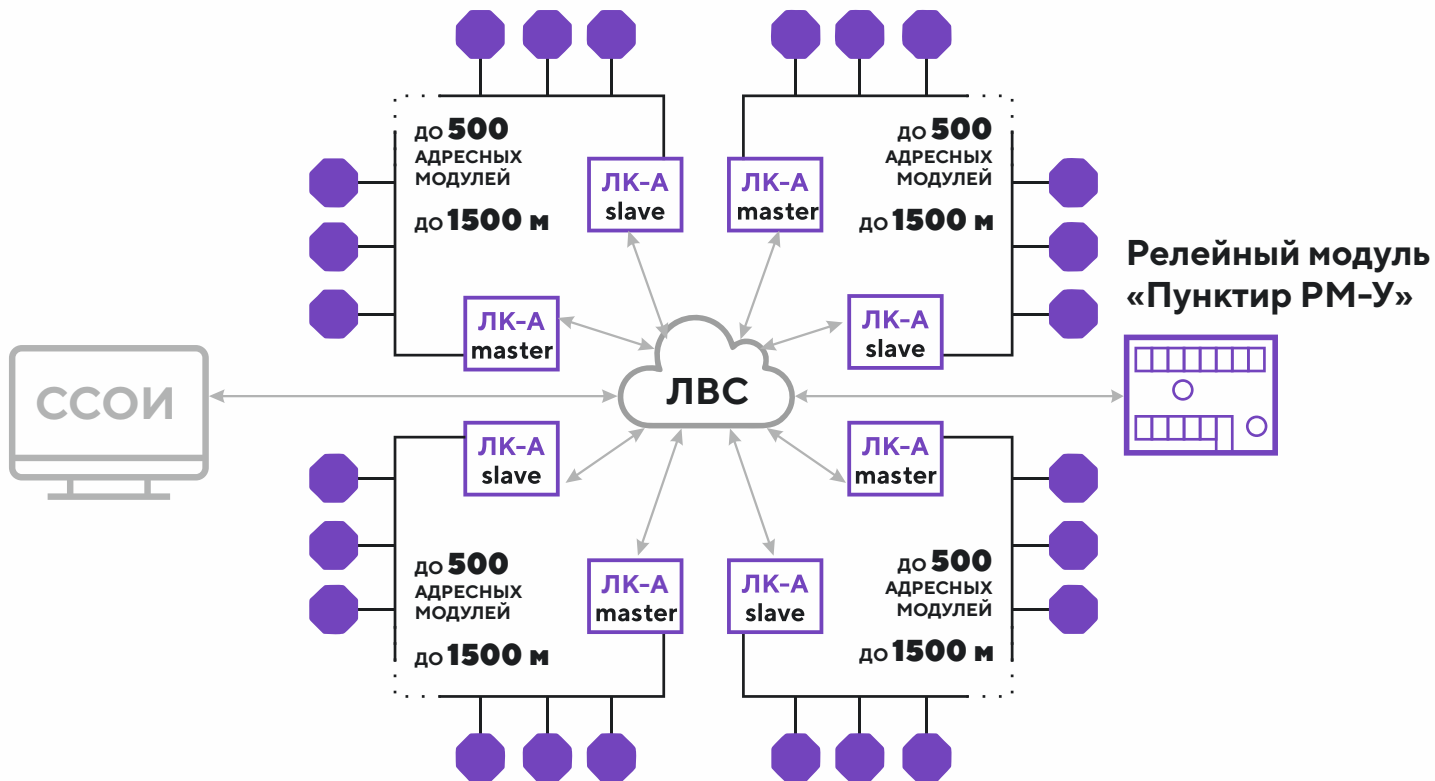 до 500
адресных
модулей
до 1500 м
ЛК-А
slave
ЛК-А
master
до 500
адресных
модулей
до 1500 м
ЛК-А
master
ЛК-А
slave
Релейный модуль
«Пунктир РМ-У»
ССОИ
ЛВС
ЛК-А
slave
ЛК-А
master
до 500
адресных
модулей
до 1500 м
ЛК-А
master
ЛК-А
slave
до 500
адресных
модулей
до 1500 м